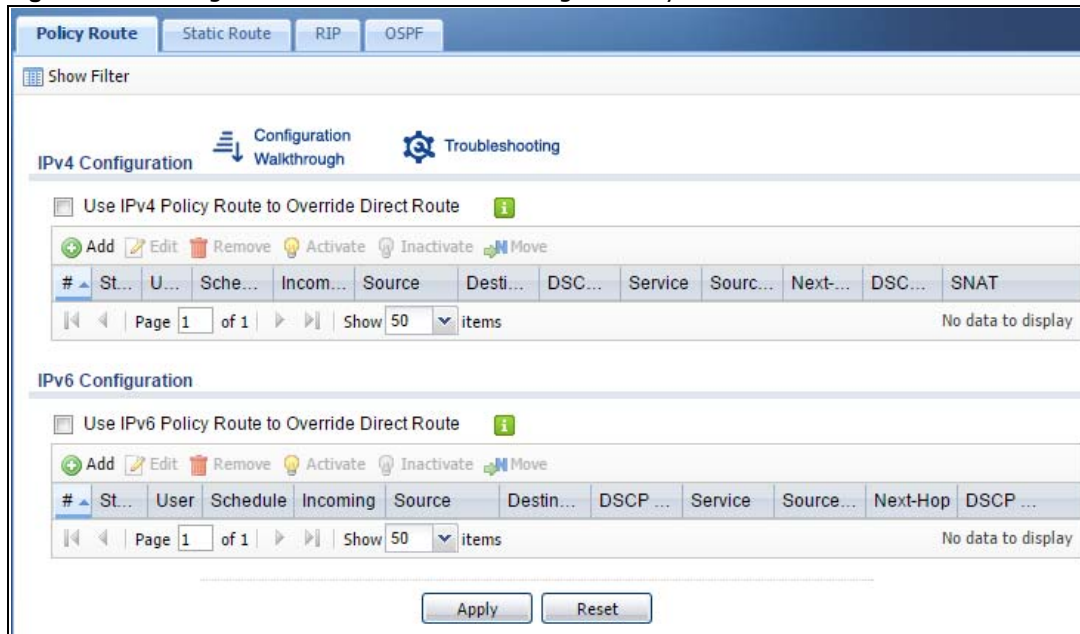 Policy Route Static Route RIP OSPF
Show Filter
IPv4 Configuration Configuration Walkthrough Troubleshooting
Use IPv4 Policy Route to Override Direct Route
Add Edit Remove Activate Inactivate Move
# St... U... Sche... Incom... Source Desti... DSC... Service Sourc... Next-... DSC... SNAT
Page 1 of 1 Show 50 items No data to display
IPv6 Configuration
Use IPv6 Policy Route to Override Direct Route
Add Edit Remove Activate Inactivate Move
# St... User Schedule Incoming Source Destin... DSCP ... Service Source... Next-Hop DSCP ...
Page 1 of 1 Show 50 items No data to display
Apply Reset